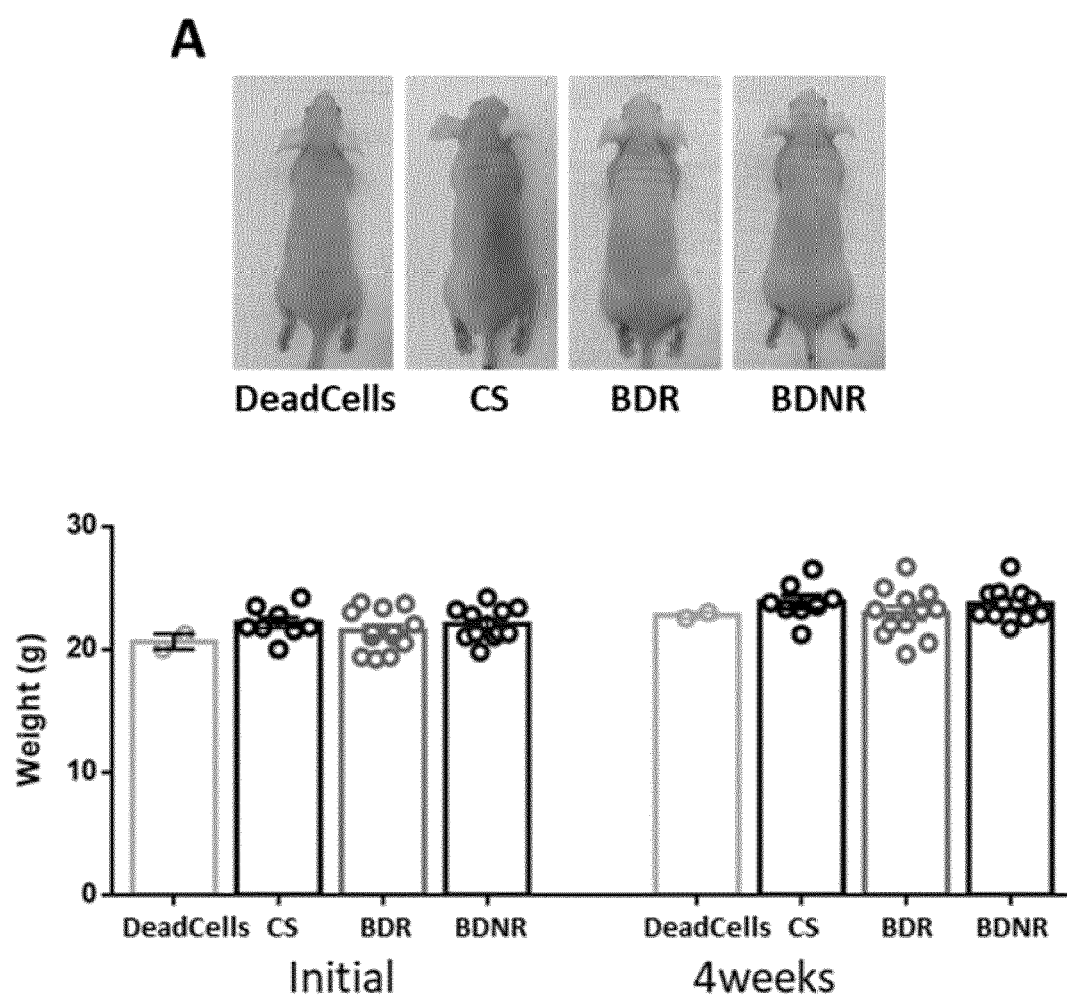 A
DeadCells CS BDR BDNR
Weight (g)
30
20
10
0
DeadCells CS BDR BDNR DeadCells CS BDR BDNR
Initial 4weeks